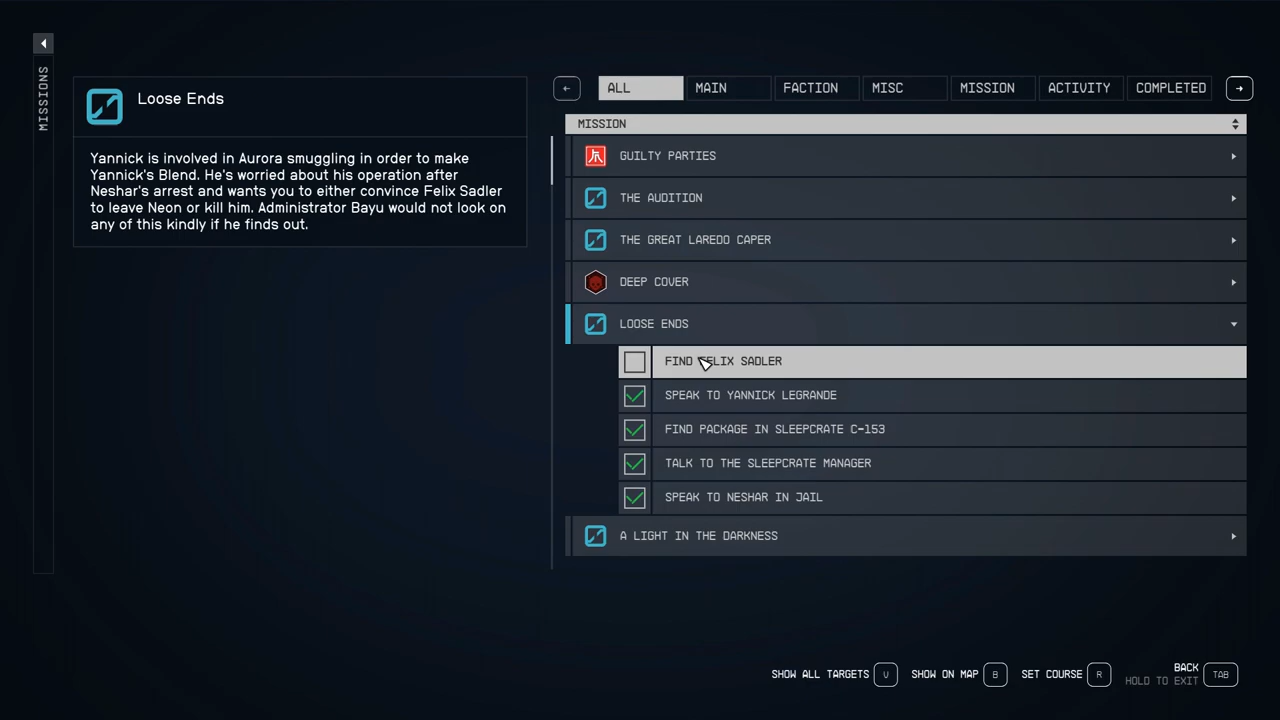 MISSIONS
Loose Ends
Yannick is involved in Aurora smuggling in order to make
Yannick's Blend. He's worried about his operation after
Neshar's arrest and wants you to either convince Felix Sadler
to leave Neon or kill him. Administrator Bayu would not look on
any of this kindly if he finds out.
ALL MAIN FACTION MISC MISSION ACTIVITY COMPLETED
MISSION
GUILTY PARTIES
THE AUDITION
THE GREAT LAREDO CAPER
DEEP COVER
LOOSE ENDS
FIND FELIX SADLER
SPEAK TO YANNICK LEGRANDE
FIND PACKAGE IN SLEEPCRATE C-153
TALK TO THE SLEEPCRATE MANAGER
SPEAK TO NESHAR IN JAIL
A LIGHT IN THE DARKNESS
SHOW ALL TARGETS V SHOW ON MAP B SET COURSE R BACK TAB
HOLD TO EXIT